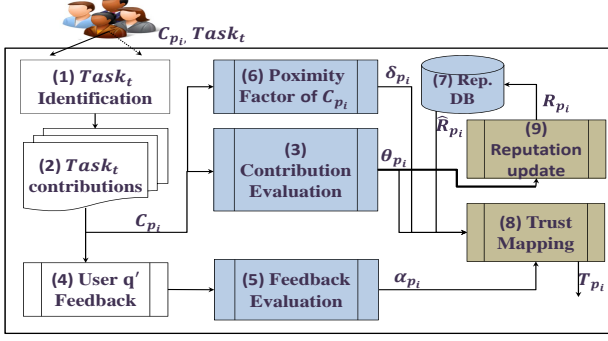 C_{p_i}, Task_t
(1) Task_t
Identification
(2) Task_t
contributions
(4) User q'
Feedback
C_{p_i}
(6) Poximity
Factor of C_{p_i}
(3)
Contribution
Evaluation
(5) Feedback
Evaluation
δ_{p_i}
θ_{p_i}
α_{p_i}
(7) Rep.
DB
R̂_{p_i}
R_{p_i}
(9)
Reputation
update
(8) Trust
Mapping
T_{p_i}